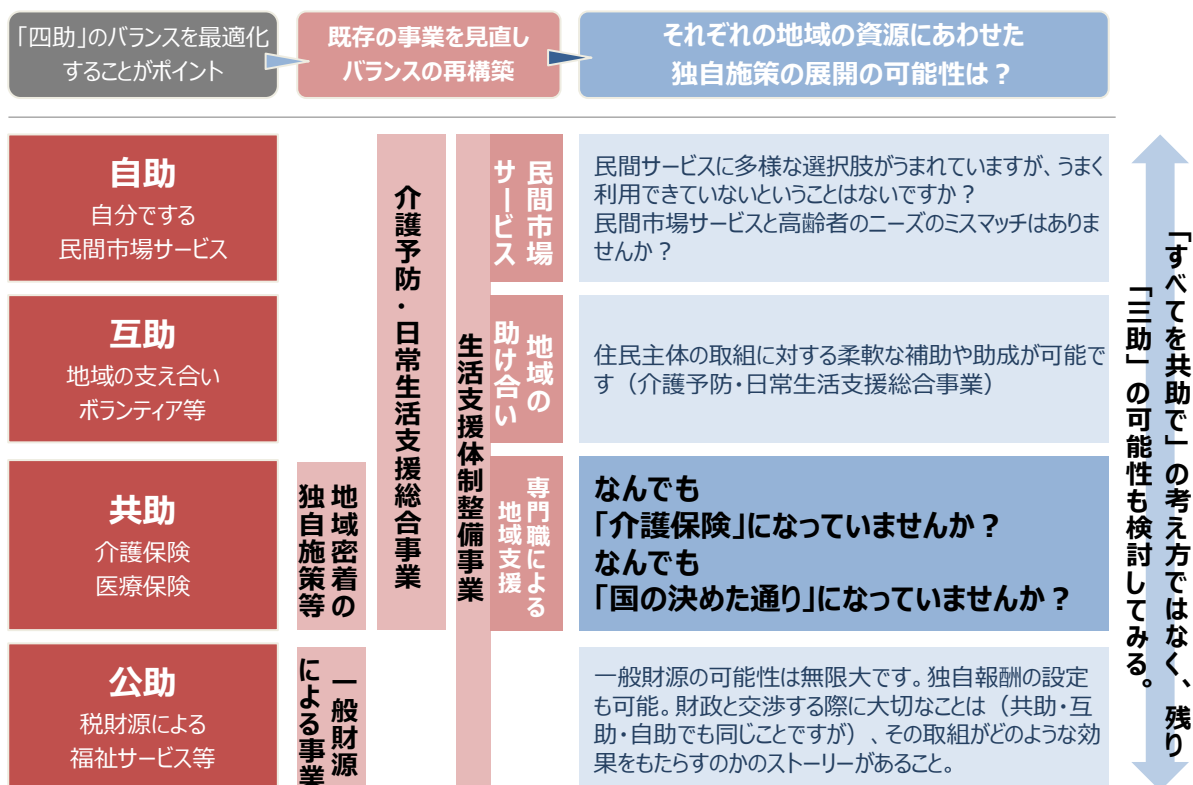 「四助」のバランスを最適化
することがポイント
既存の事業を見直し
バランスの再構築
それぞれの地域の資源にあわせた
独自施策の展開の可能性は？
自助
自分でする
民間市場サービス
互助
地域の支え合い
ボランティア等
共助
介護保険
医療保険
公助
税財源による
福祉サービス等
地域密着の
独自施策等
一般財源
による事業
介護予防・日常生活支援総合事業
生活支援体制整備事業
民間市場
サービス
地域の
助け合い
専門職による
地域支援
民間サービスに多様な選択肢がうまれていますが、うまく
利用できていないということはないですか？
民間市場サービスと高齢者のニーズのミスマッチはありま
せんか？
住民主体の取組に対する柔軟な補助や助成が可能で
す（介護予防・日常生活支援総合事業）
なんでも
「介護保険」になっていませんか？
なんでも
「国の決めた通り」になっていませんか？
一般財源の可能性は無限大です。独自報酬の設定
も可能。財政と交渉する際に大切なことは（共助・互
助・自助でも同じことですが）、その取組がどのような効
果をもたらすのかのストーリーがあること。
「すべてを共助で」の考え方ではなく、残り
「三助」の可能性も検討してみる。